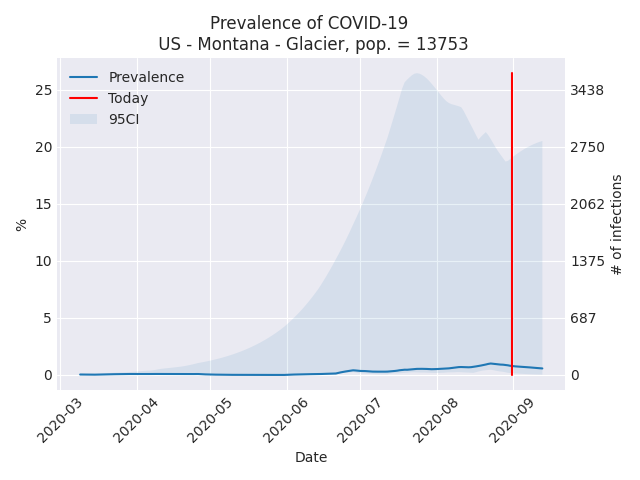 Prevalence of COVID-19
US - Montana - Glacier, pop. = 13753
Prevalence
Today
95CI
25
20
15
10
5
0
%
3438
2750
2062
1375
687
0
# of infections
2020-03
2020-04
2020-05
2020-06
2020-07
2020-08
2020-09
Date